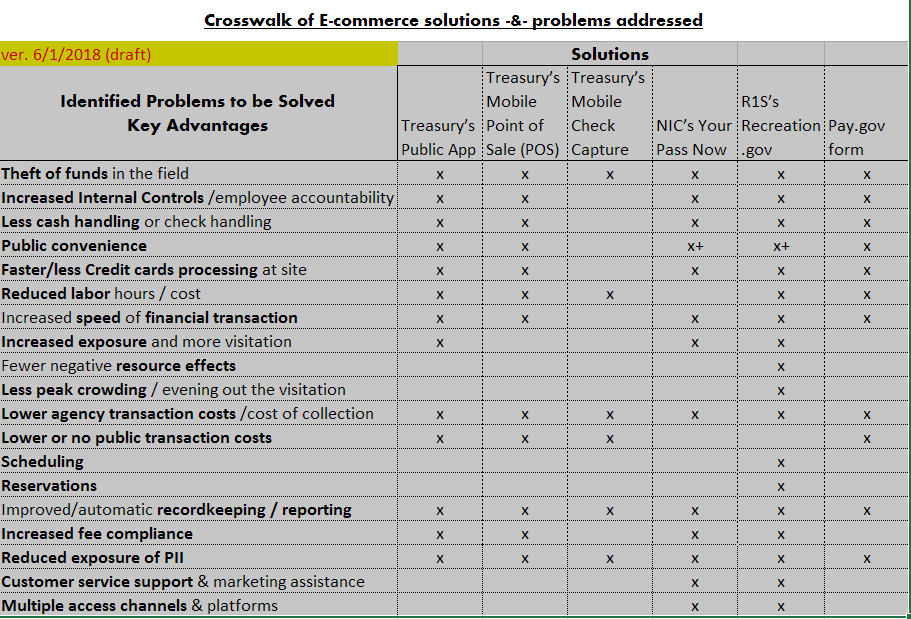 Crosswalk of E-commerce solutions -&- problems addressed
ver. 6/1/2018 (draft) Solutions
Identified Problems to be Solved
Key Advantages
Treasury's Public App
Treasury's Mobile Point of Sale (POS)
Treasury's Mobile Check Capture
NIC's Your Pass Now
R1S's Recreation .gov
Pay.gov form
Theft of funds in the field x x x x x x
Increased Internal Controls /employee accountability x x x x x
Less cash handling or check handling x x x x x
Public convenience x x x+ x+ x
Faster/less Credit cards processing at site x x x x x
Reduced labor hours / cost x x x x x
Increased speed of financial transaction x x x x x
Increased exposure and more visitation x x x
Fewer negative resource effects x
Less peak crowding / evening out the visitation x
Lower agency transaction costs /cost of collection x x x x x x
Lower or no public transaction costs x x x x
Scheduling x
Reservations x
Improved/automatic recordkeeping / reporting x x x x x x
Increased fee compliance x x x x
Reduced exposure of PII x x x x x x
Customer service support & marketing assistance x x
Multiple access channels & platforms x x